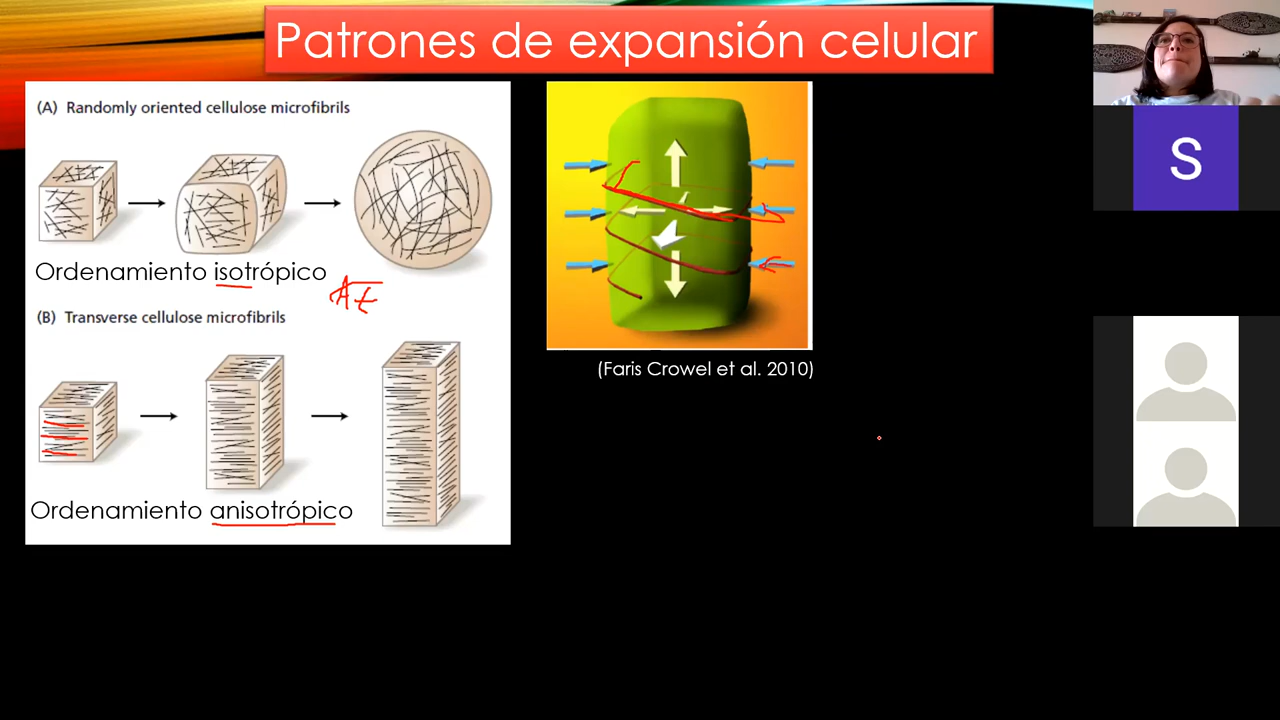 Patrones de expansión celular
(A) Randomly oriented cellulose microfibrils
Ordenamiento isotrópico
(B) Transverse cellulose microfibrils
Ordenamiento anisotrópico
(Faris Crowel et al. 2010)
S